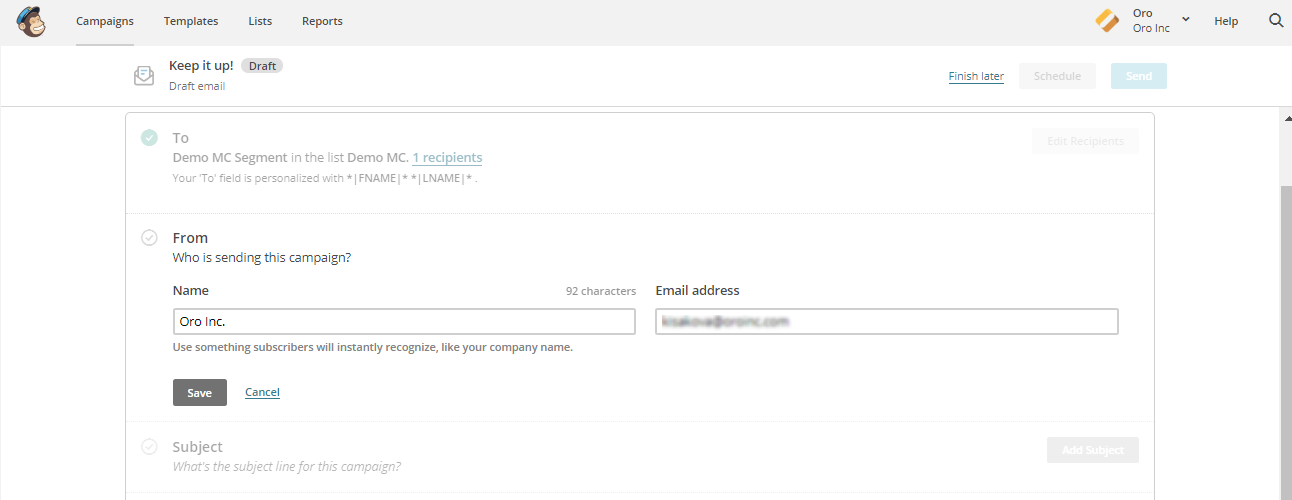 Campaigns Templates Lists Reports Oro Help
Oro Inc
Keep it up! Draft
Draft email
Finish later Schedule Send
To Edit Recipients
Demo MC Segment in the list Demo MC. 1 recipients
Your 'To' field is personalized with *|FNAME|* *|LNAME|* .
From
Who is sending this campaign?
Name 92 characters Email address
Oro Inc.
Use something subscribers will instantly recognize, like your company name.
Save Cancel
Subject Add Subject
What's the subject line for this campaign?